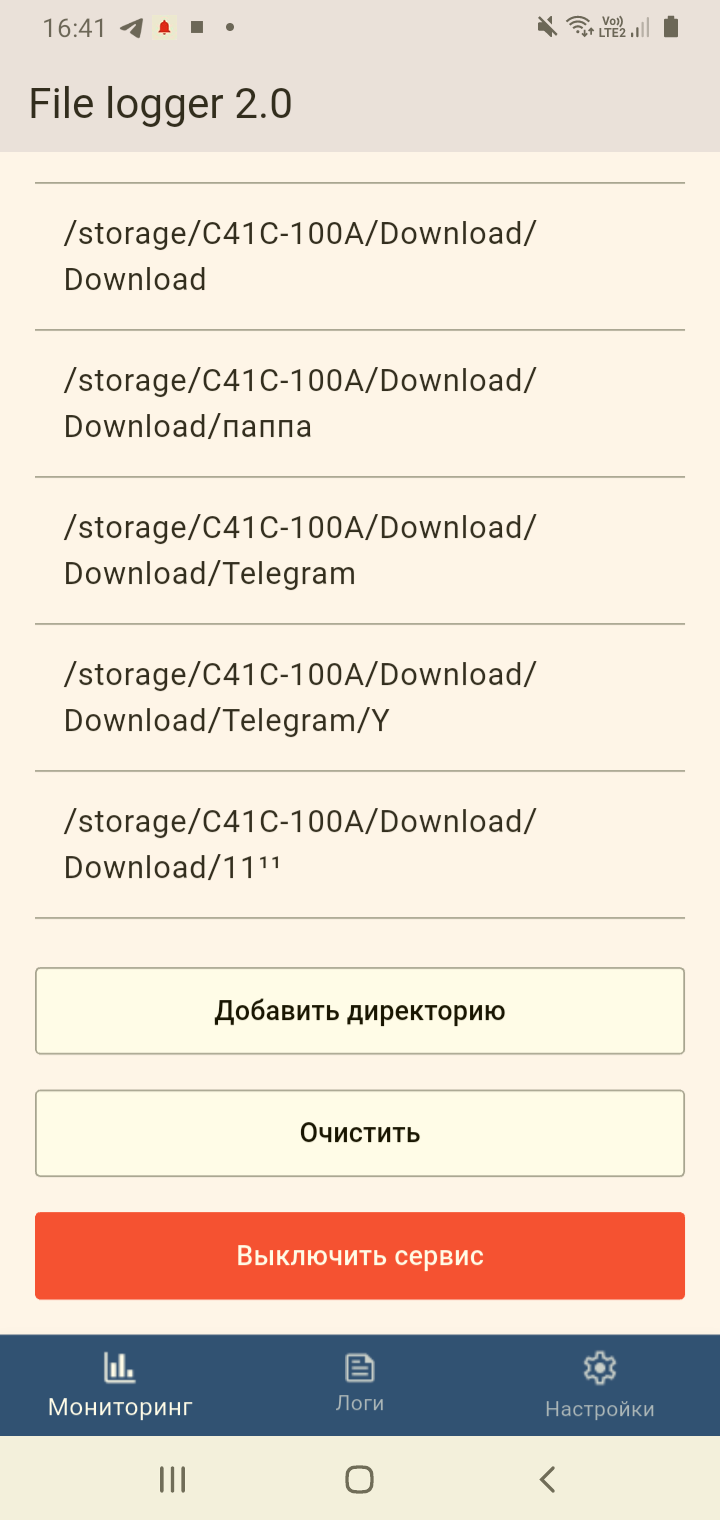 16:41
Vo))
LTE2
File logger 2.0
/storage/C41C-100A/Download/
Download
/storage/C41C-100A/Download/
Download/паппа
/storage/C41C-100A/Download/
Download/Telegram
/storage/C41C-100A/Download/
Download/Telegram/Y
/storage/C41C-100A/Download/
Download/11¹¹
Добавить директорию
Очистить
Выключить сервис
Мониторинг
Логи
Настройки